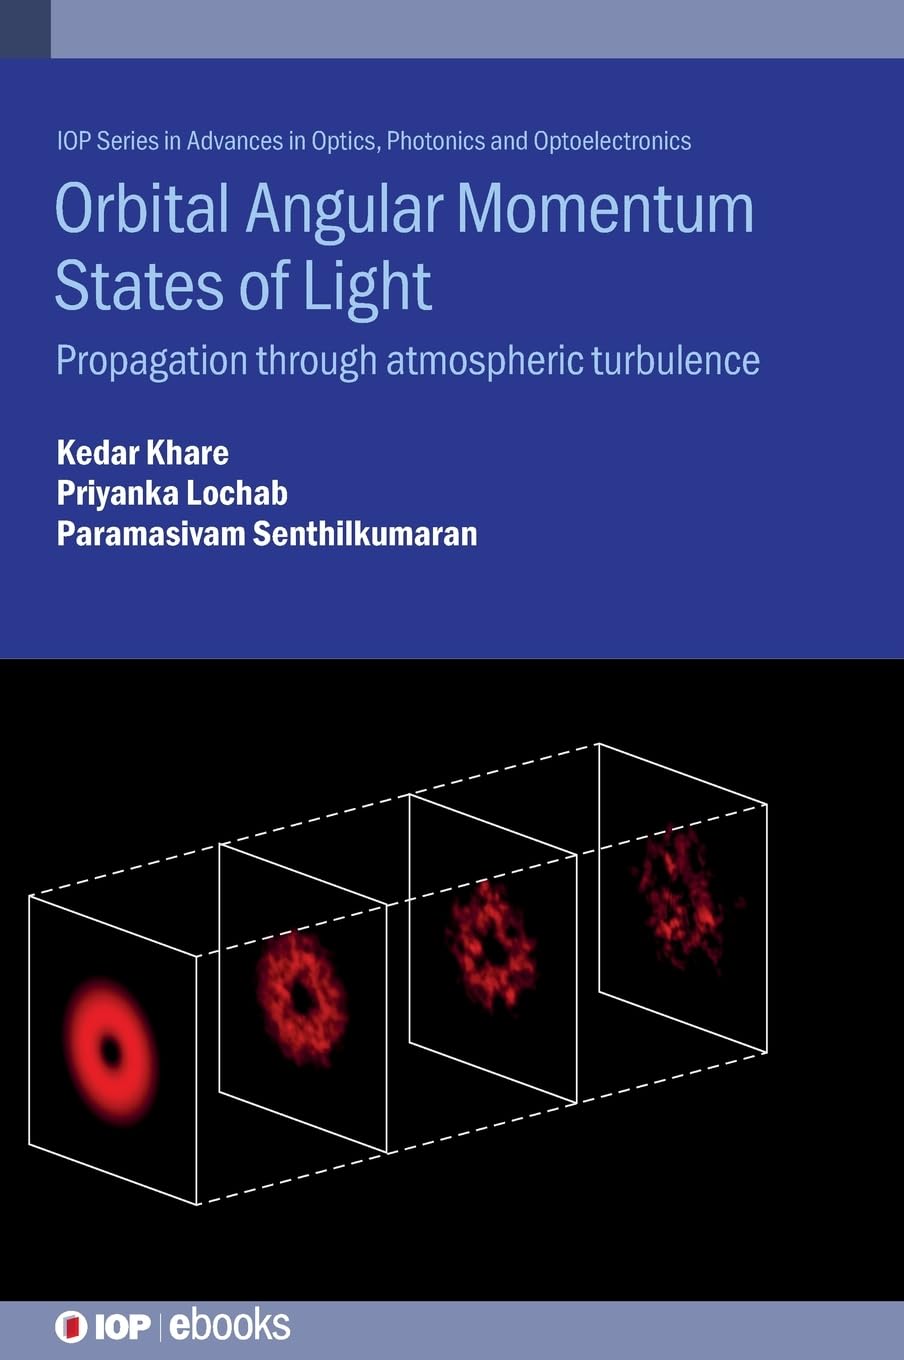 IOP Series in Advances in Optics, Photonics and Optoelectronics
Orbital Angular Momentum
States of Light
Propagation through atmospheric turbulence
Kedar Khare
Priyanka Lochab
Paramasivam Senthilkumaran
IOP | ebooks